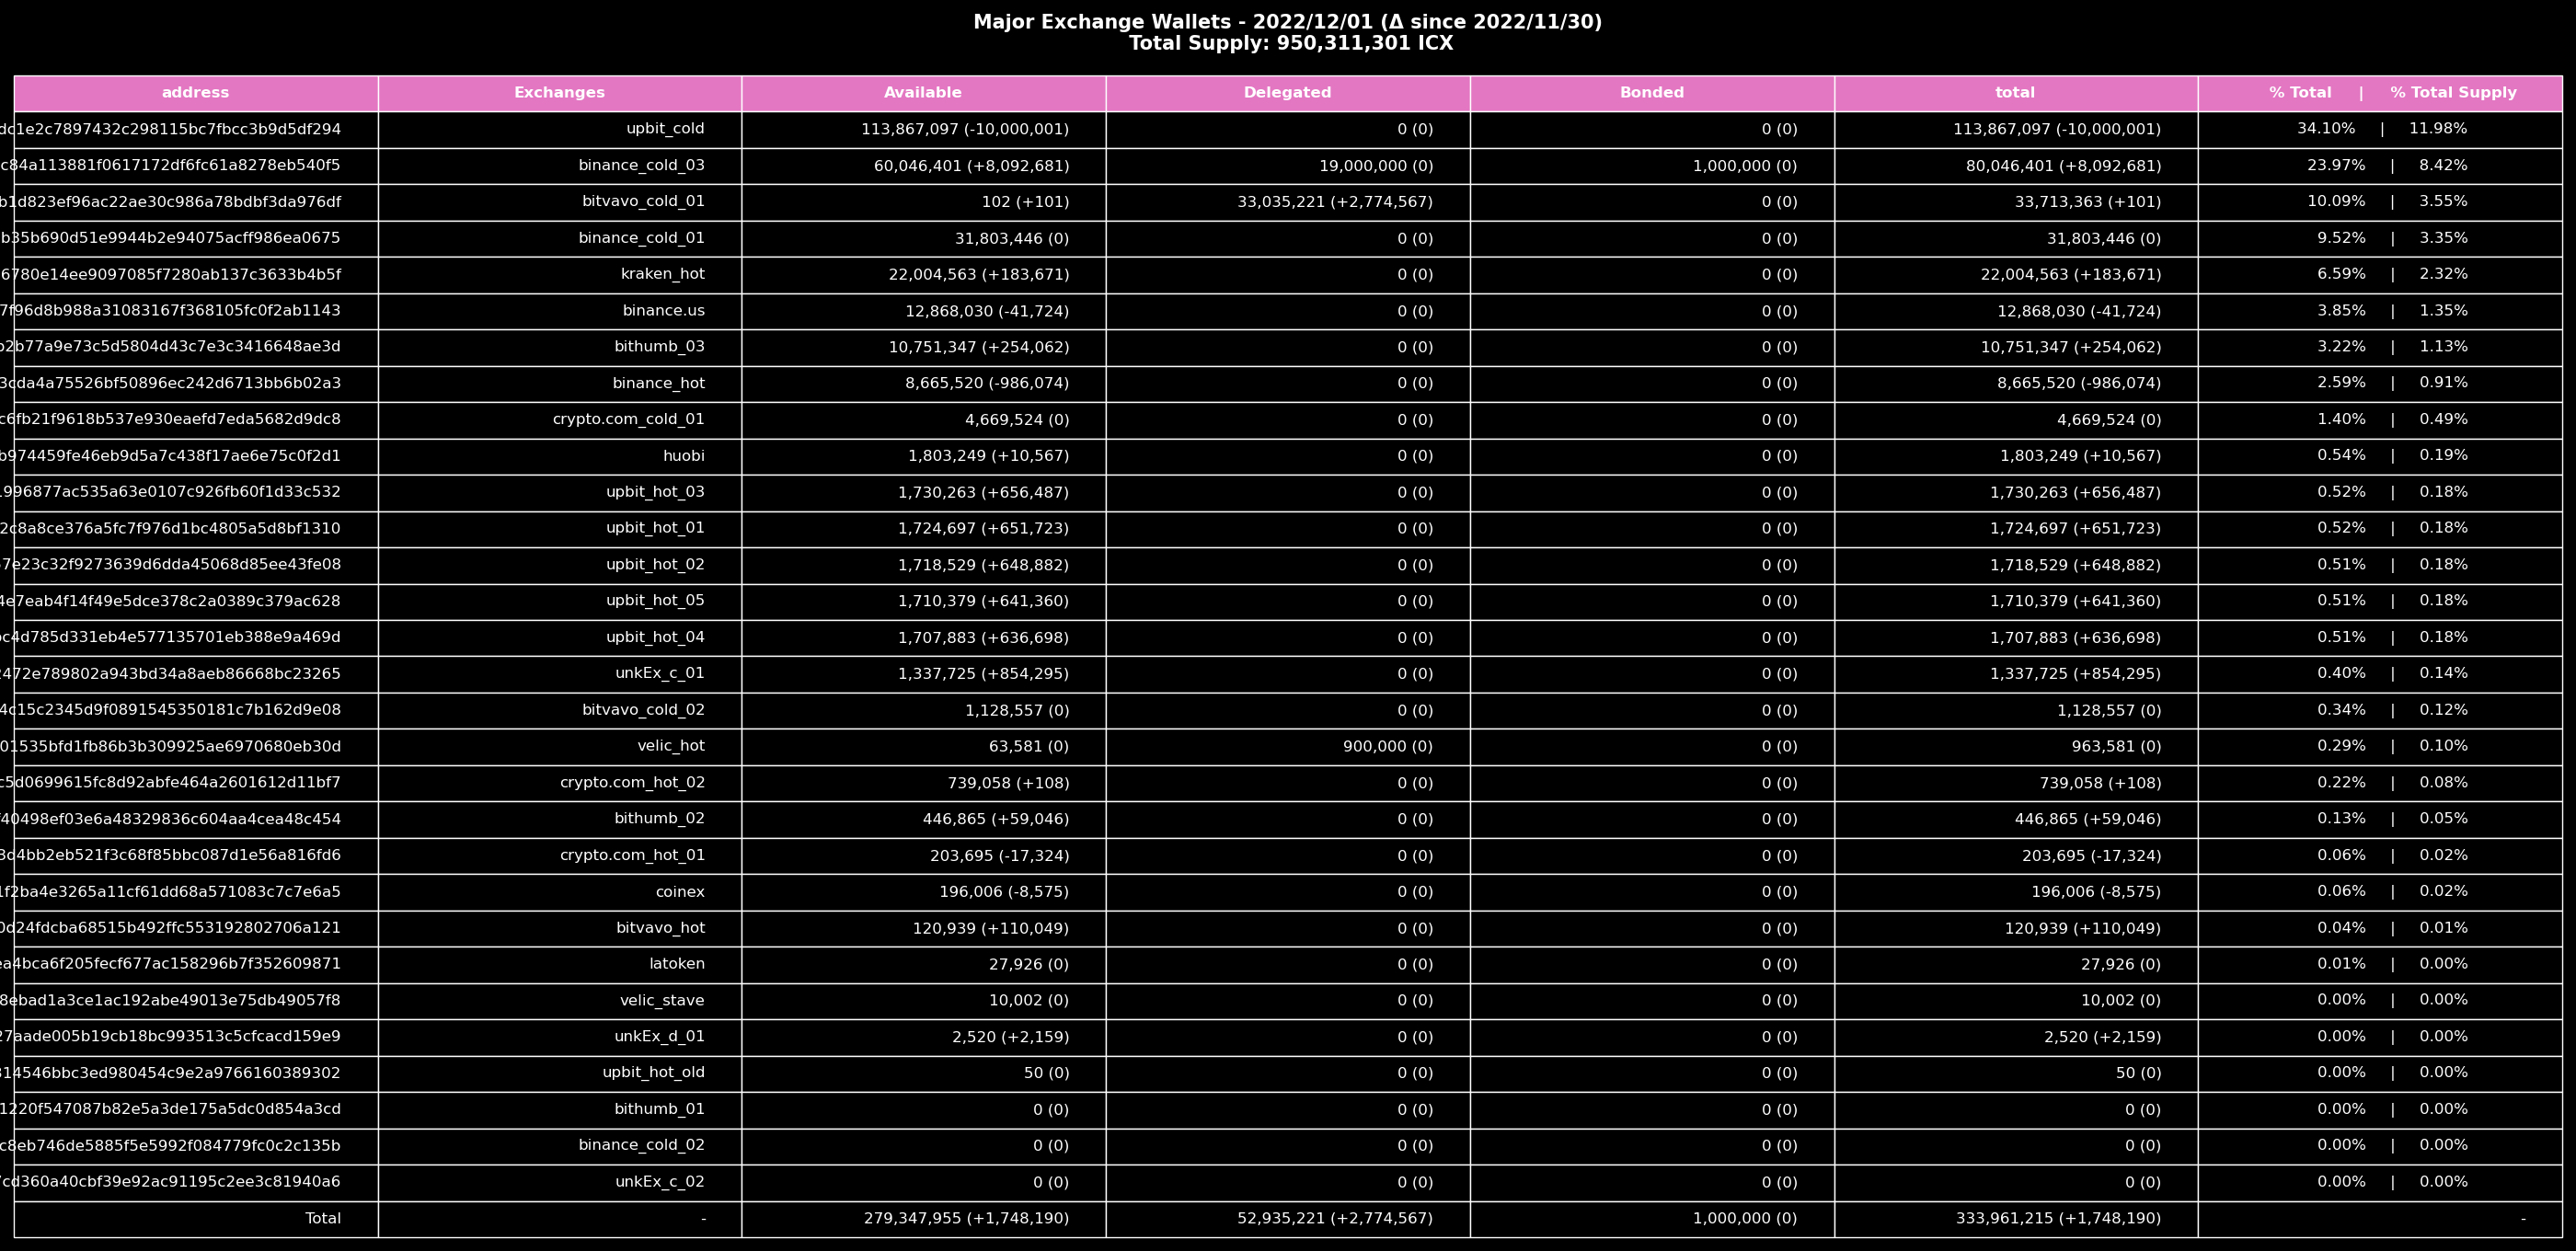 Major Exchange Wallets - 2022/12/01 (Δ since 2022/11/30)
Total Supply: 950,311,301 ICX
address Exchanges Available Delegated Bonded total % Total | % Total Supply
dc1e2c7897432c298115bc7fbcc3b9d5df294 upbit_cold 113,867,097 (-10,000,001) 0 (0) 0 (0) 113,867,097 (-10,000,001) 34.10% | 11.98%
c84a113881f0617172df6fc61a8278eb540f5 binance_cold_03 60,046,401 (+8,092,681) 19,000,000 (0) 1,000,000 (0) 80,046,401 (+8,092,681) 23.97% | 8.42%
b1d823ef96ac22ae30c986a78bdbf3da976df bitvavo_cold_01 102 (+101) 33,035,221 (+2,774,567) 0 (0) 33,713,363 (+101) 10.09% | 3.55%
b35b690d51e9944b2e94075acff986ea0675 binance_cold_01 31,803,446 (0) 0 (0) 0 (0) 31,803,446 (0) 9.52% | 3.35%
6780e14ee9097085f7280ab137c3633b4b5f kraken_hot 22,004,563 (+183,671) 0 (0) 0 (0) 22,004,563 (+183,671) 6.59% | 2.32%
7f96d8b988a31083167f368105fc0f2ab1143 binance.us 12,868,030 (-41,724) 0 (0) 0 (0) 12,868,030 (-41,724) 3.85% | 1.35%
b2b77a9e73c5d5804d43c7e3c3416648ae3d bithumb_03 10,751,347 (+254,062) 0 (0) 0 (0) 10,751,347 (+254,062) 3.22% | 1.13%
3cda4a75526bf50896ec242d6713bb6b02a3 binance_hot 8,665,520 (-986,074) 0 (0) 0 (0) 8,665,520 (-986,074) 2.59% | 0.91%
c6fb21f9618b537e930eaefd7eda5682d9dc8 crypto.com_cold_01 4,669,524 (0) 0 (0) 0 (0) 4,669,524 (0) 1.40% | 0.49%
b974459fe46eb9d5a7c438f17ae6e75c0f2d1 huobi 1,803,249 (+10,567) 0 (0) 0 (0) 1,803,249 (+10,567) 0.54% | 0.19%
1996877ac535a63e0107c926fb60f1d33c532 upbit_hot_03 1,730,263 (+656,487) 0 (0) 0 (0) 1,730,263 (+656,487) 0.52% | 0.18%
2c8a8ce376a5fc7f976d1bc4805a5d8bf1310 upbit_hot_01 1,724,697 (+651,723) 0 (0) 0 (0) 1,724,697 (+651,723) 0.52% | 0.18%
57e23c32f9273639d6dda45068d85ee43fe08 upbit_hot_02 1,718,529 (+648,882) 0 (0) 0 (0) 1,718,529 (+648,882) 0.51% | 0.18%
4e7eab4f14f49e5dce378c2a0389c379ac628 upbit_hot_05 1,710,379 (+641,360) 0 (0) 0 (0) 1,710,379 (+641,360) 0.51% | 0.18%
bc4d785d331eb4e577135701eb388e9a469d upbit_hot_04 1,707,883 (+636,698) 0 (0) 0 (0) 1,707,883 (+636,698) 0.51% | 0.18%
2472e789802a943bd34a8aeb86668bc23265 unkEx_c_01 1,337,725 (+854,295) 0 (0) 0 (0) 1,337,725 (+854,295) 0.40% | 0.14%
4c15c2345d9f0891545350181c7b162d9e08 bitvavo_cold_02 1,128,557 (0) 0 (0) 0 (0) 1,128,557 (0) 0.34% | 0.12%
01535bfd1fb86b3b309925ae6970680eb30d velic_hot 63,581 (0) 900,000 (0) 0 (0) 963,581 (0) 0.29% | 0.10%
c5d0699615fc8d92abfe464a2601612d11bf7 crypto.com_hot_02 739,058 (+108) 0 (0) 0 (0) 739,058 (+108) 0.22% | 0.08%
f40498ef03e6a48329836c604aa4cea48c454 bithumb_02 446,865 (+59,046) 0 (0) 0 (0) 446,865 (+59,046) 0.13% | 0.05%
3d4bb2eb521f3c68f85bbc087d1e56a816fd6 crypto.com_hot_01 203,695 (-17,324) 0 (0) 0 (0) 203,695 (-17,324) 0.06% | 0.02%
1f2ba4e3265a11cf61dd68a571083c7c7e6a5 coinex 196,006 (-8,575) 0 (0) 0 (0) 196,006 (-8,575) 0.06% | 0.02%
0d24fdcba68515b492ffc553192802706a121 bitvavo_hot 120,939 (+110,049) 0 (0) 0 (0) 120,939 (+110,049) 0.04% | 0.01%
ea4bca6f205fecf677ac158296b7f352609871 latoken 27,926 (0) 0 (0) 0 (0) 27,926 (0) 0.01% | 0.00%
8ebad1a3ce1ac192abe49013e75db49057f8 velic_stave 10,002 (0) 0 (0) 0 (0) 10,002 (0) 0.00% | 0.00%
27aade005b19cb18bc993513c5cfcacd159e9 unkEx_d_01 2,520 (+2,159) 0 (0) 0 (0) 2,520 (+2,159) 0.00% | 0.00%
314546bbc3ed980454c9e2a9766160389302 upbit_hot_old 50 (0) 0 (0) 0 (0) 50 (0) 0.00% | 0.00%
1220f547087b82e5a3de175a5dc0d854a3cd bithumb_01 0 (0) 0 (0) 0 (0) 0 (0) 0.00% | 0.00%
c8eb746de5885f5e5992f084779fc0c2c135b binance_cold_02 0 (0) 0 (0) 0 (0) 0 (0) 0.00% | 0.00%
7cd360a40cbf39e92ac91195c2ee3c81940a6 unkEx_c_02 0 (0) 0 (0) 0 (0) 0 (0) 0.00% | 0.00%
Total - 279,347,955 (+1,748,190) 52,935,221 (+2,774,567) 1,000,000 (0) 333,961,215 (+1,748,190) -